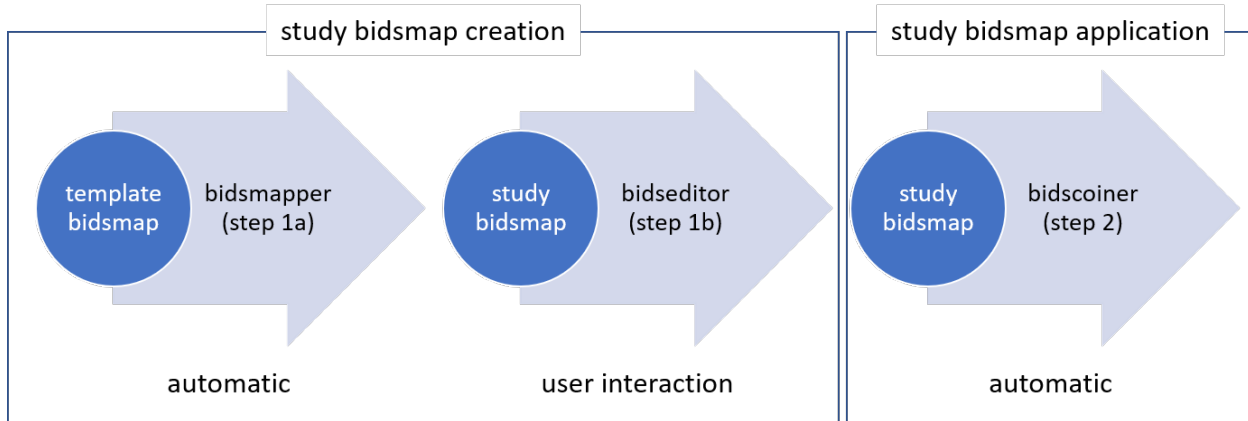 study bidsmap creation
study bidsmap application
template
bidsmap
bidsmapper
(step 1a)
study
bidsmap
bidseditor
(step 1b)
study
bidsmap
bidscoiner
(step 2)
automatic
user interaction
automatic